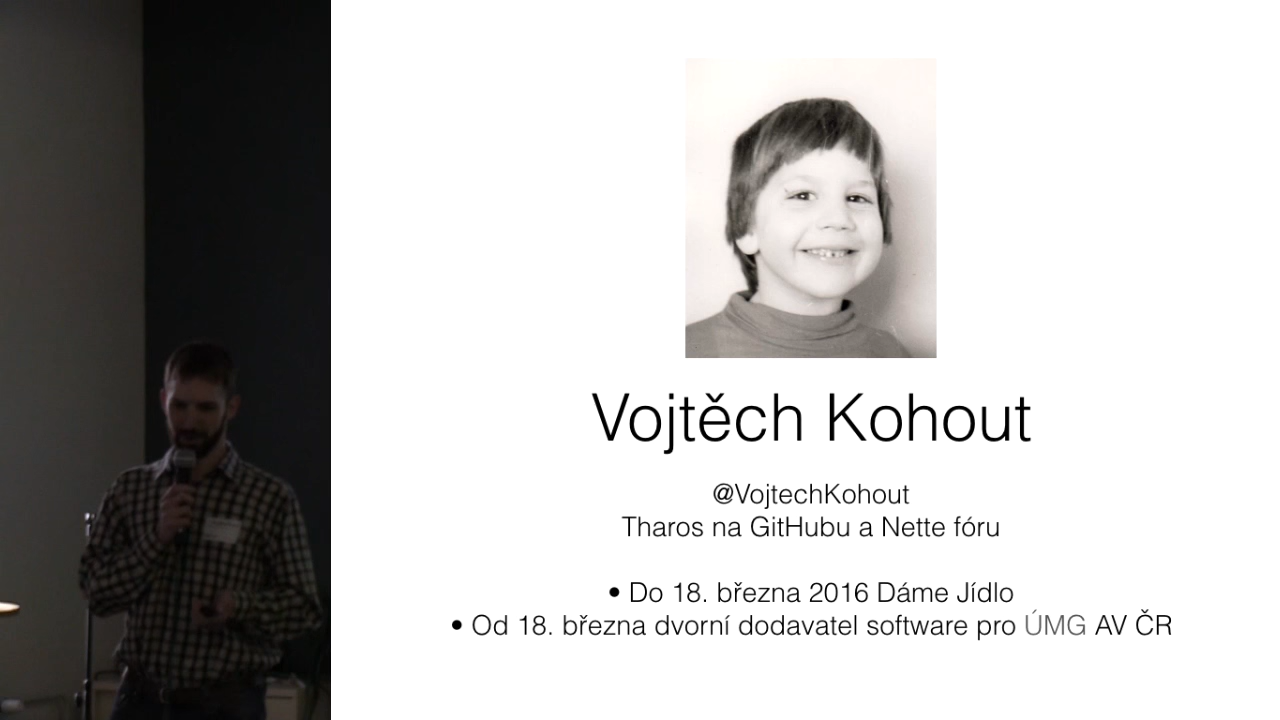 Vojtěch Kohout
@VojtechKohout
Tharos na GitHubu a Nette fóru
• Do 18. března 2016 Dáme Jídlo
• Od 18. března dvorní dodavatel software pro ÚMG AV ČR